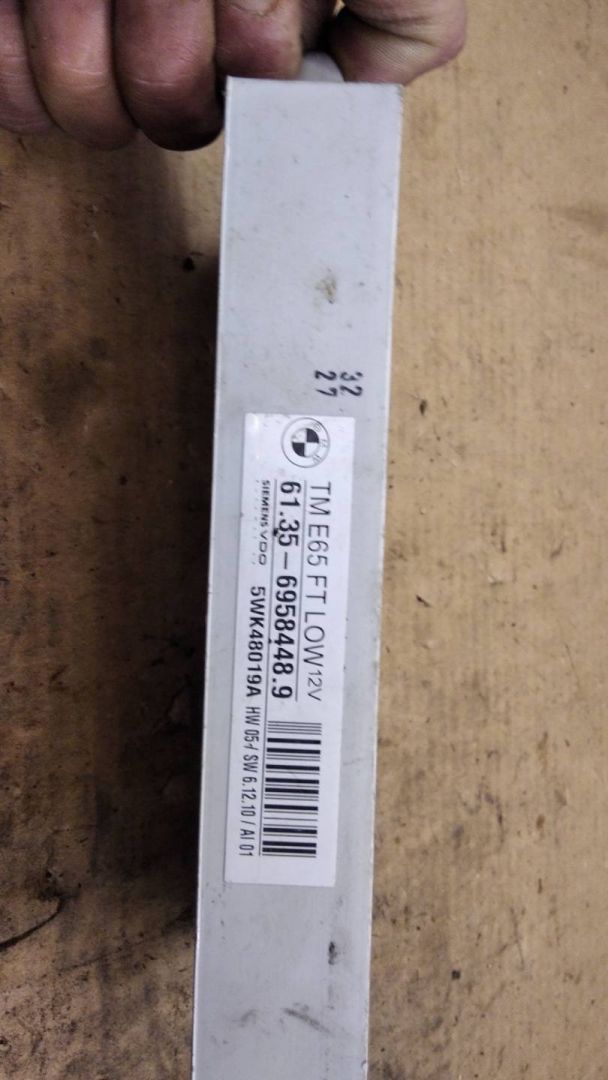 32
27
TM E65 FT LOW 12V
61.35-6958448.9
SIEMENS VDO 5WK48019A HW 05 / SW 6.12.10 / AI 01